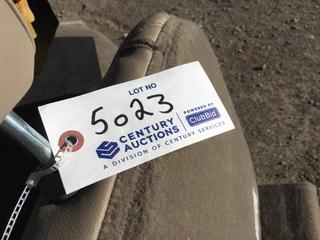 LOT NO
5023
CENTURY AUCTIONS
POWERED BY
ClubBid
A DIVISION OF CENTURY SERVICES